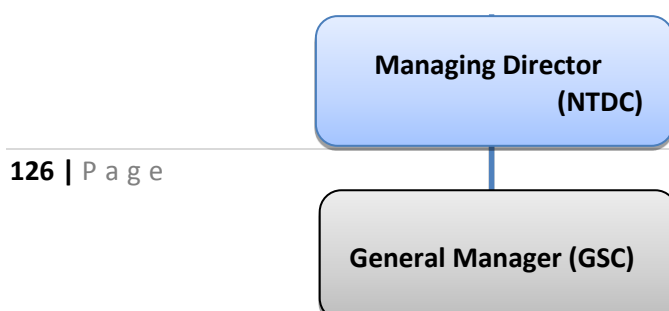 Managing Director
(NTDC)
126 | P a g e
General Manager (GSC)